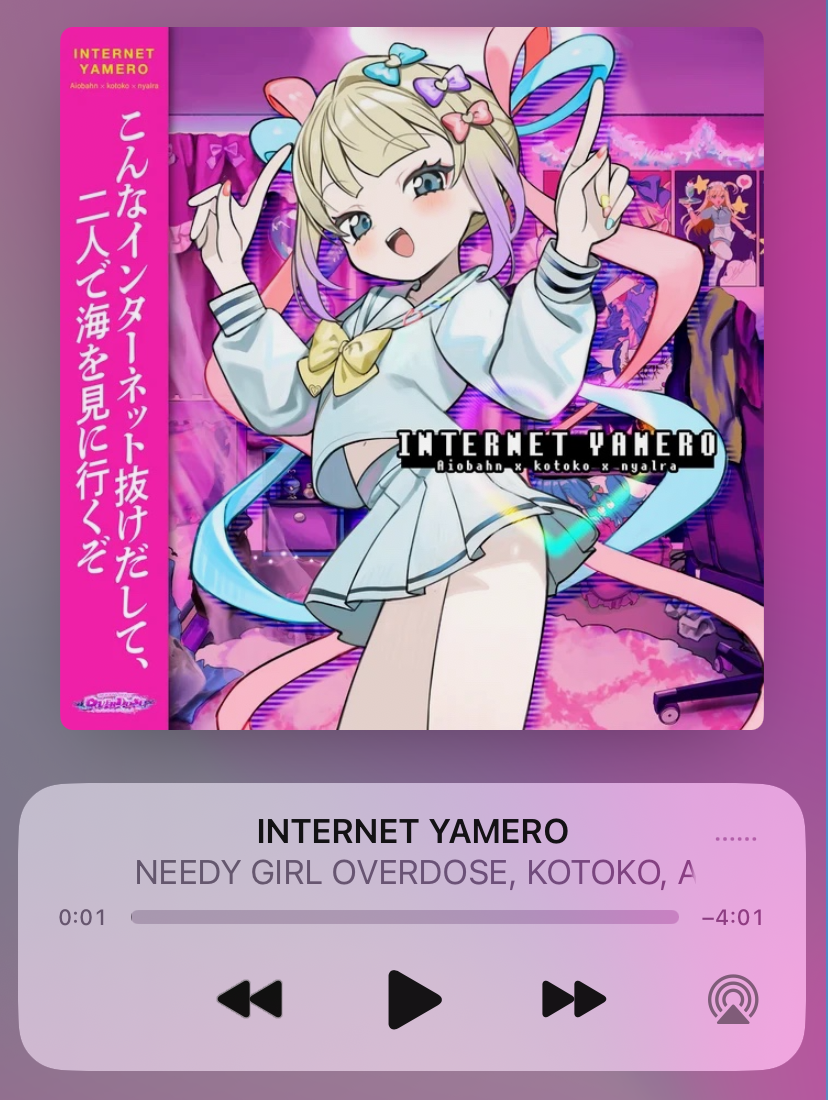 INTERNET
YAMERO
Aiobahn × kotoko × nyalra
こんなインターネット抜けだして、
二人で海を見に行くぞ
INTERNET YAMERO
Aiobahn x kotoko x nyalra
INTERNET YAMERO
NEEDY GIRL OVERDOSE, KOTOKO, A
0:01
−4:01